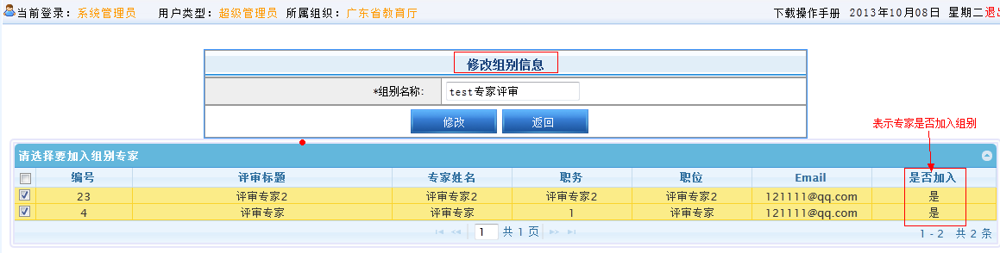 当前登录：系统管理员 用户类型：超级管理员 所属组织：广东省教育厅 下载操作手册 2013年10月08日 星期二退出
修改组别信息
*组别名称： test专家评审
修改 返回
表示专家是否加入组别
请选择要加入组别专家
编号 评审标题 专家姓名 职务 职位 Email 是否加入
23 评审专家2 评审专家2 评审专家2 评审专家2 121111@qq.com 是
4 评审专家 评审专家 1 评审专家 121111@qq.com 是
1 共 1 页 1 - 2 共 2 条